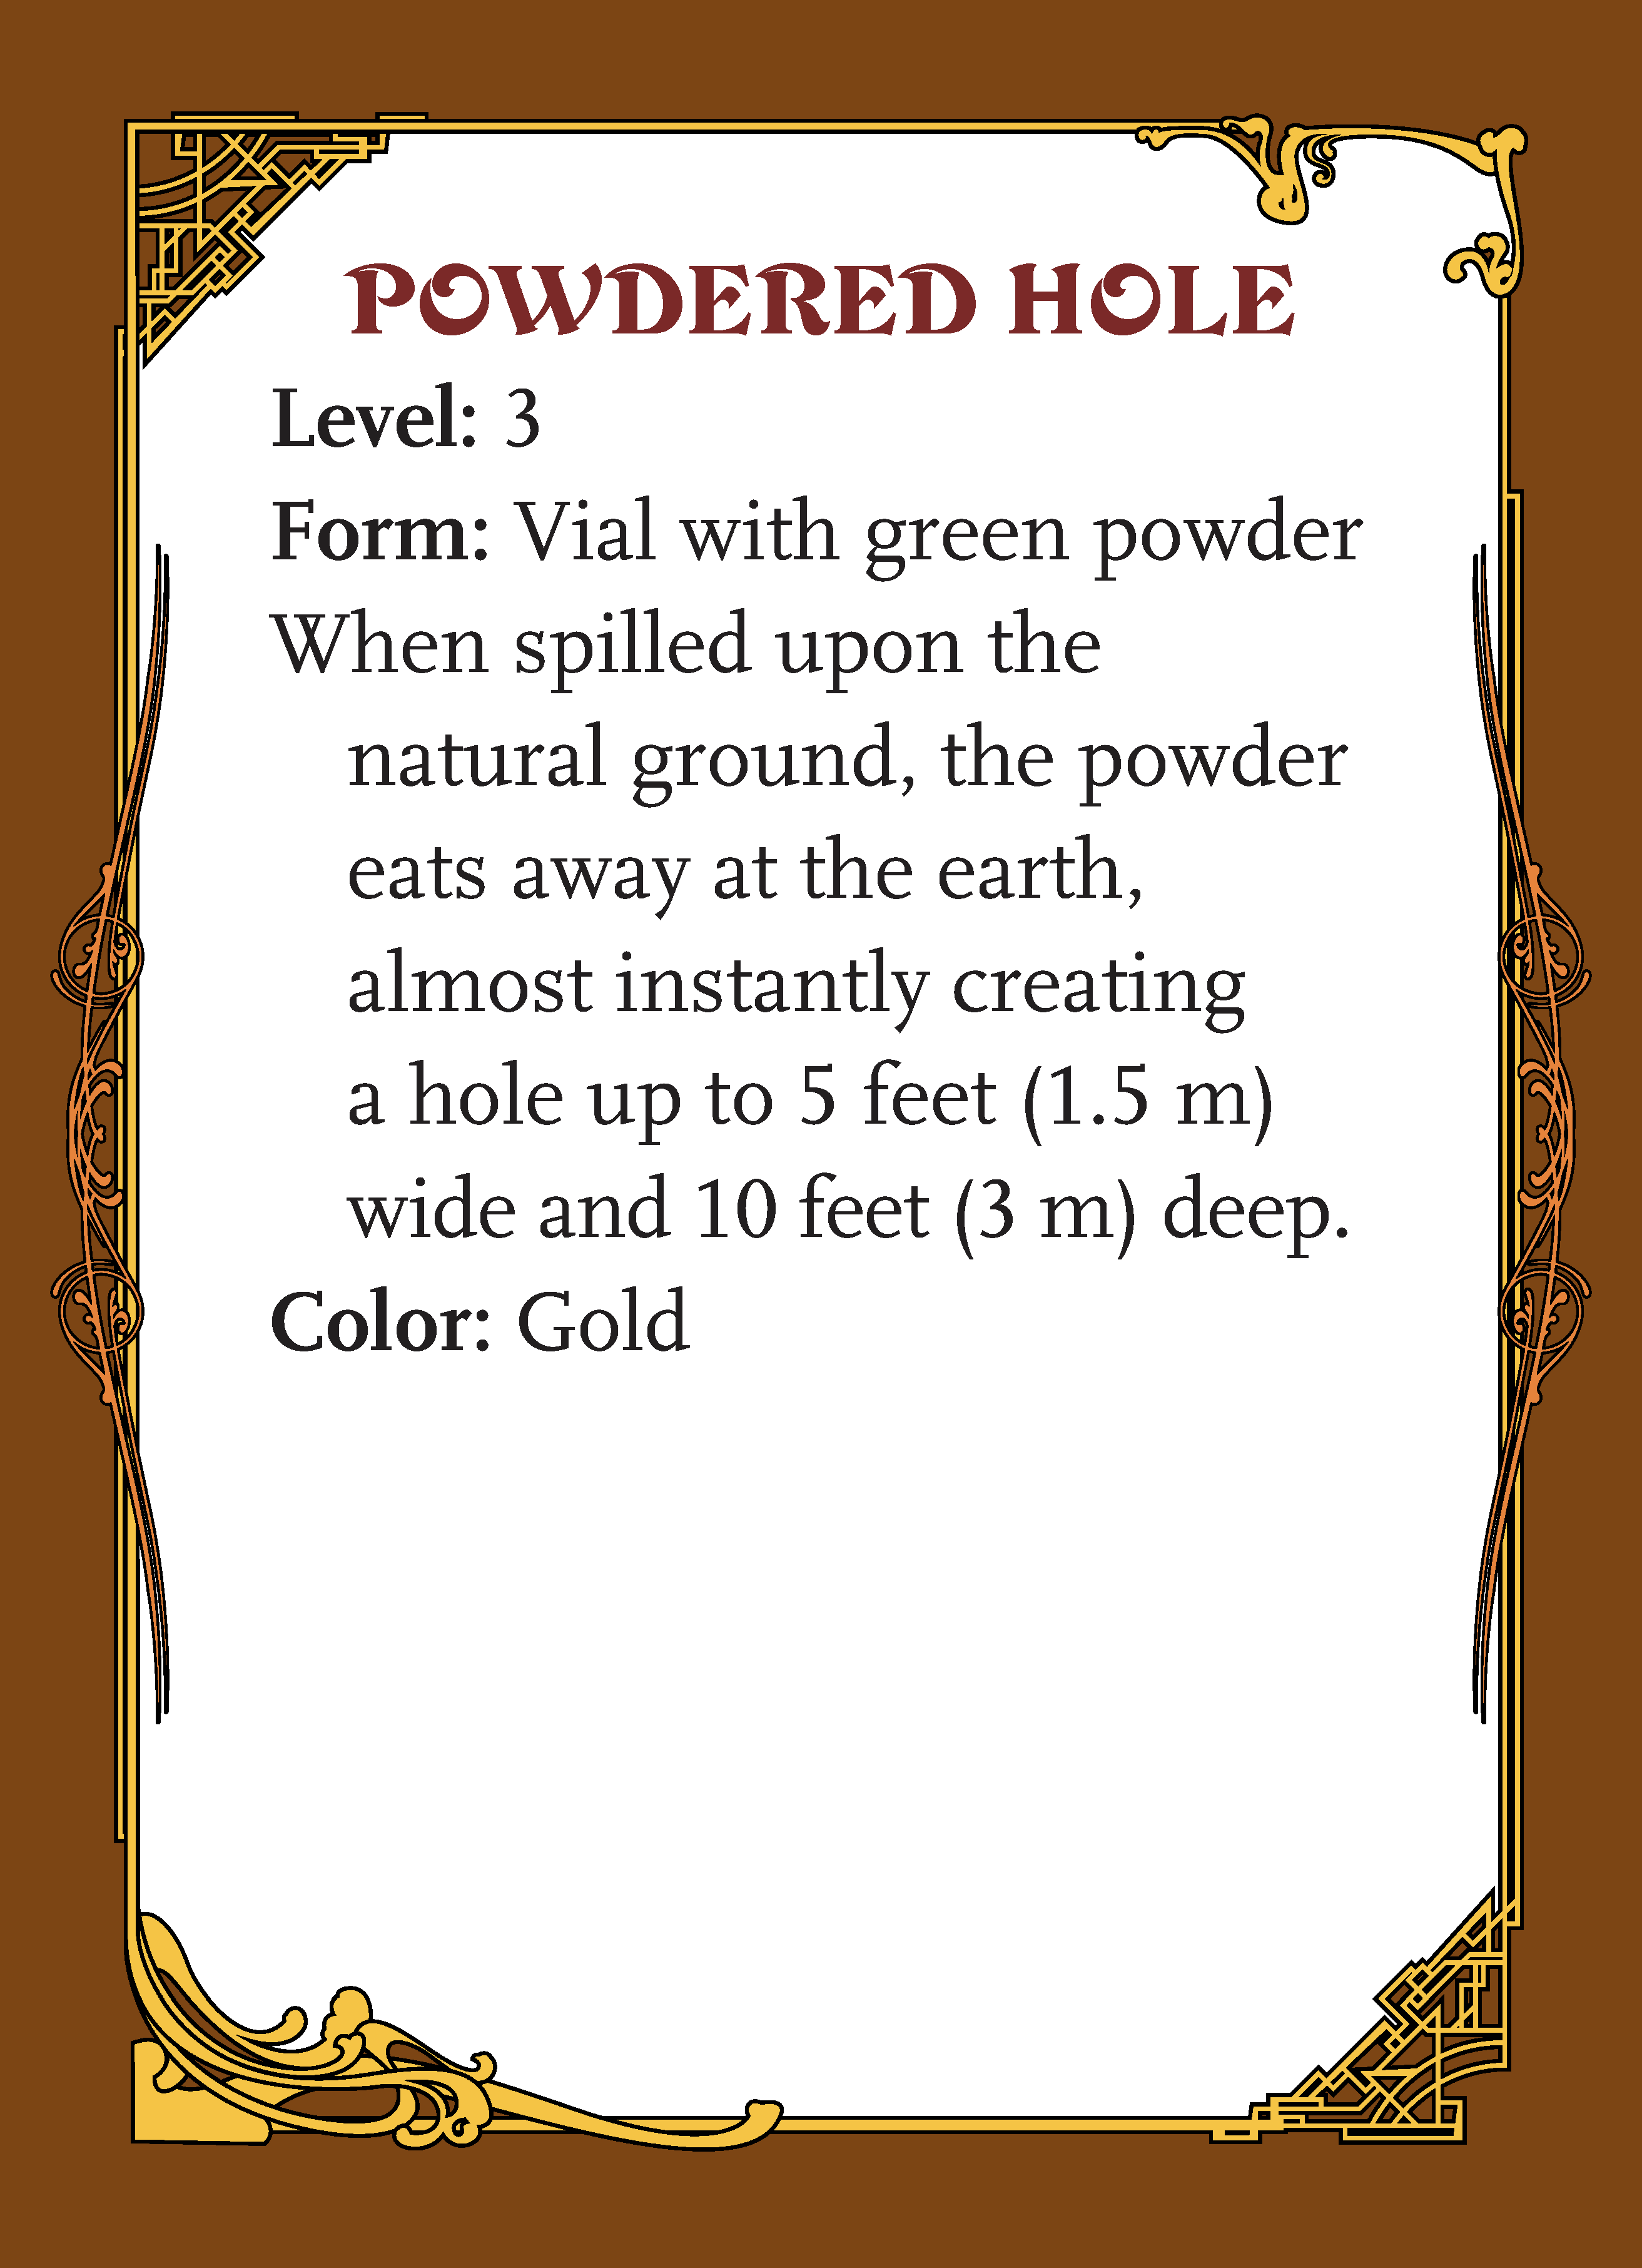 POWDERED HOLE
Level: 3
Form: Vial with green powder
When spilled upon the
natural ground, the powder
eats away at the earth,
almost instantly creating
a hole up to 5 feet (1.5 m)
wide and 10 feet (3 m) deep.
Color: Gold